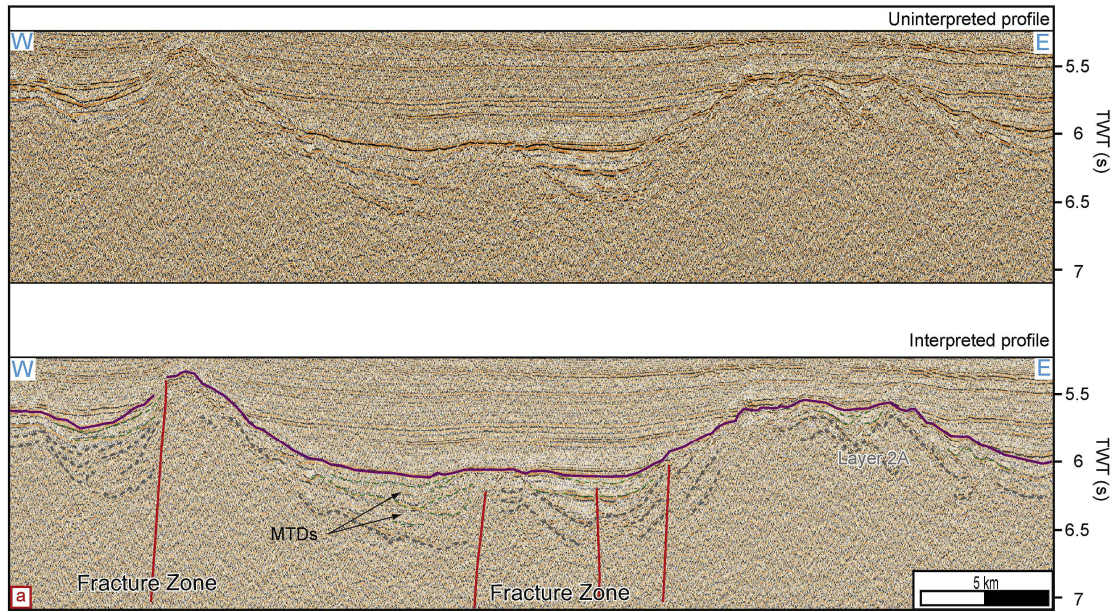 Uninterpreted profile
W
E
5.5
6
6.5
7
TWT (s)
Interpreted profile
W
E
5.5
6
6.5
7
TWT (s)
Layer 2A
MTDs
Fracture Zone
Fracture Zone
5 km
a